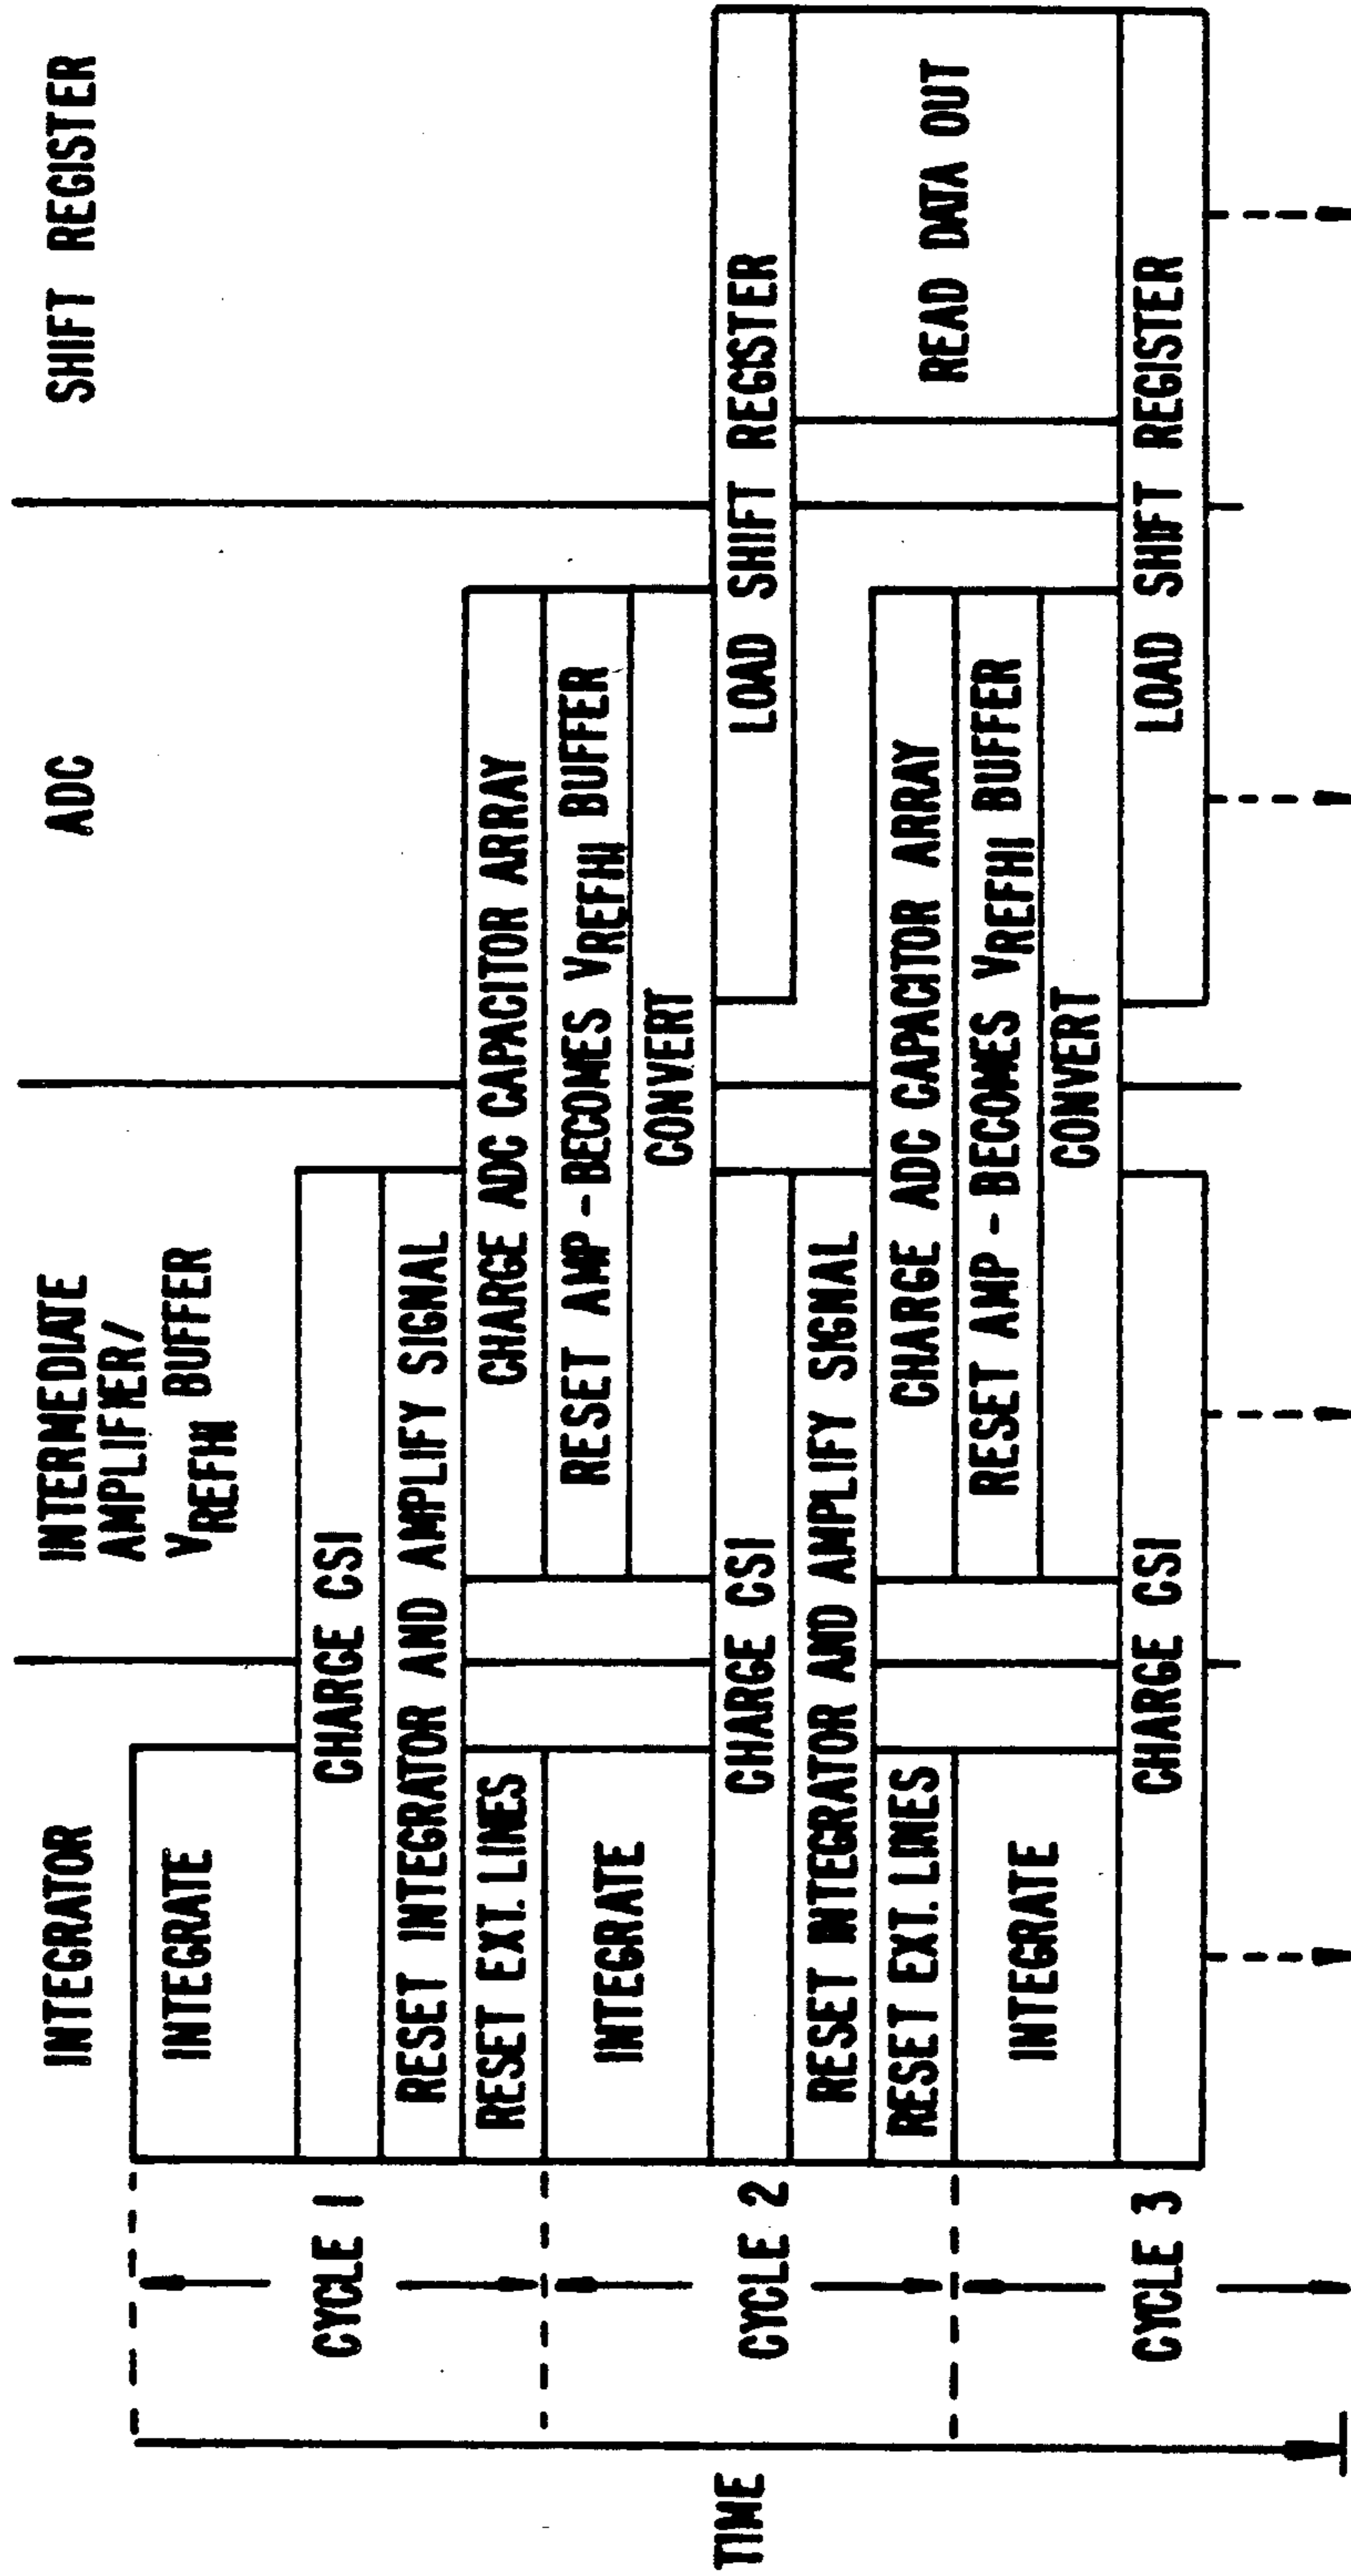 INTEGRATOR
INTERMEDIATE
AMPLIFIER/
VREFHI BUFFER
ADC
SHIFT REGISTER
TIME
CYCLE 1
INTEGRATE
CHARGE CSI
RESET INTEGRATOR AND AMPLIFY SIGNAL
RESET EXT. LINES
CHARGE ADC CAPACITOR ARRAY
CYCLE 2
INTEGRATE
RESET AMP - BECOMES VREFHI BUFFER
CONVERT
CHARGE CSI
LOAD SHIFT REGISTER
RESET INTEGRATOR AND AMPLIFY SIGNAL
READ DATA OUT
RESET EXT. LINES
CHARGE ADC CAPACITOR ARRAY
CYCLE 3
INTEGRATE
RESET AMP - BECOMES VREFHI BUFFER
CONVERT
CHARGE CSI
LOAD SHIFT REGISTER